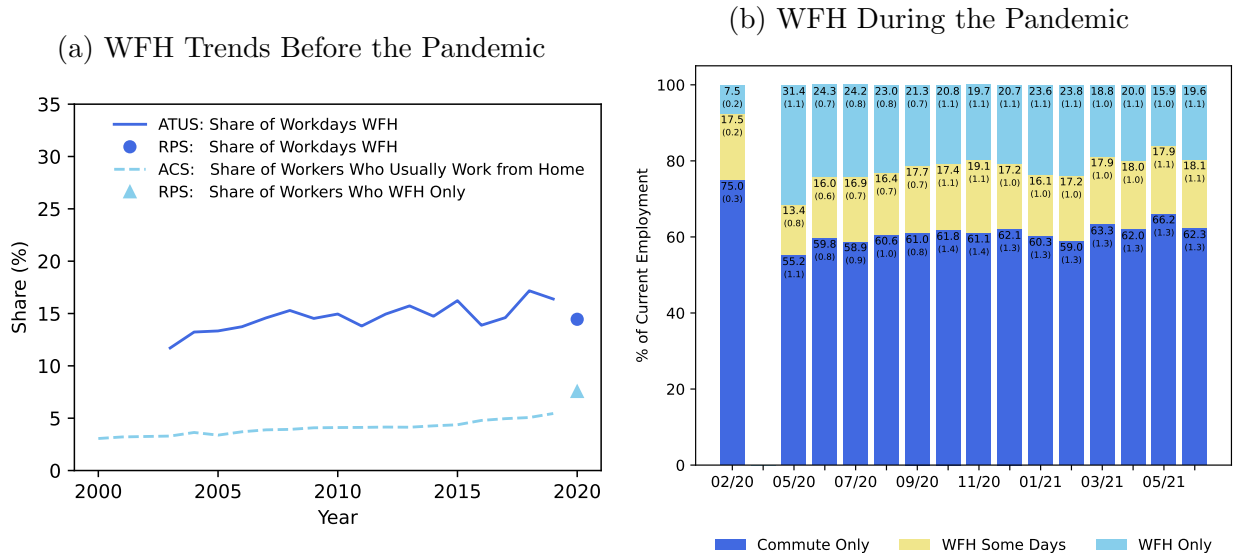 (a) WFH Trends Before the Pandemic
35
30
25
20
15
10
5
0
Share (%)
ATUS: Share of Workdays WFH
RPS: Share of Workdays WFH
ACS: Share of Workers Who Usually Work from Home
RPS: Share of Workers Who WFH Only
2000 2005 2010 2015 2020
Year
(b) WFH During the Pandemic
% of Current Employment
100
80
60
40
20
0
7.5 31.4 24.3 24.2 23.0 21.3 20.8 19.7 20.7 23.6 23.8 18.8 20.0 15.9 19.6
(0.2) (1.1) (0.7) (0.8) (0.8) (0.7) (1.1) (1.1) (1.1) (1.1) (1.1) (1.0) (1.1) (1.0) (1.1)
17.5 13.4 16.0 16.9 16.4 17.7 17.4 19.1 17.2 16.1 17.2 17.9 18.0 17.9 18.1
(0.2) (0.8) (0.6) (0.7) (0.7) (0.7) (1.1) (1.1) (1.0) (1.0) (1.0) (1.0) (1.0) (1.1) (1.1)
75.0 55.2 59.8 58.9 60.6 61.0 61.8 61.1 62.1 60.3 59.0 63.3 62.0 66.2 62.3
(0.3) (1.1) (0.8) (0.9) (1.0) (0.8) (1.4) (1.4) (1.3) (1.3) (1.3) (1.3) (1.3) (1.3) (1.3)
02/20 05/20 07/20 09/20 11/20 01/21 03/21 05/21
Commute Only WFH Some Days WFH Only